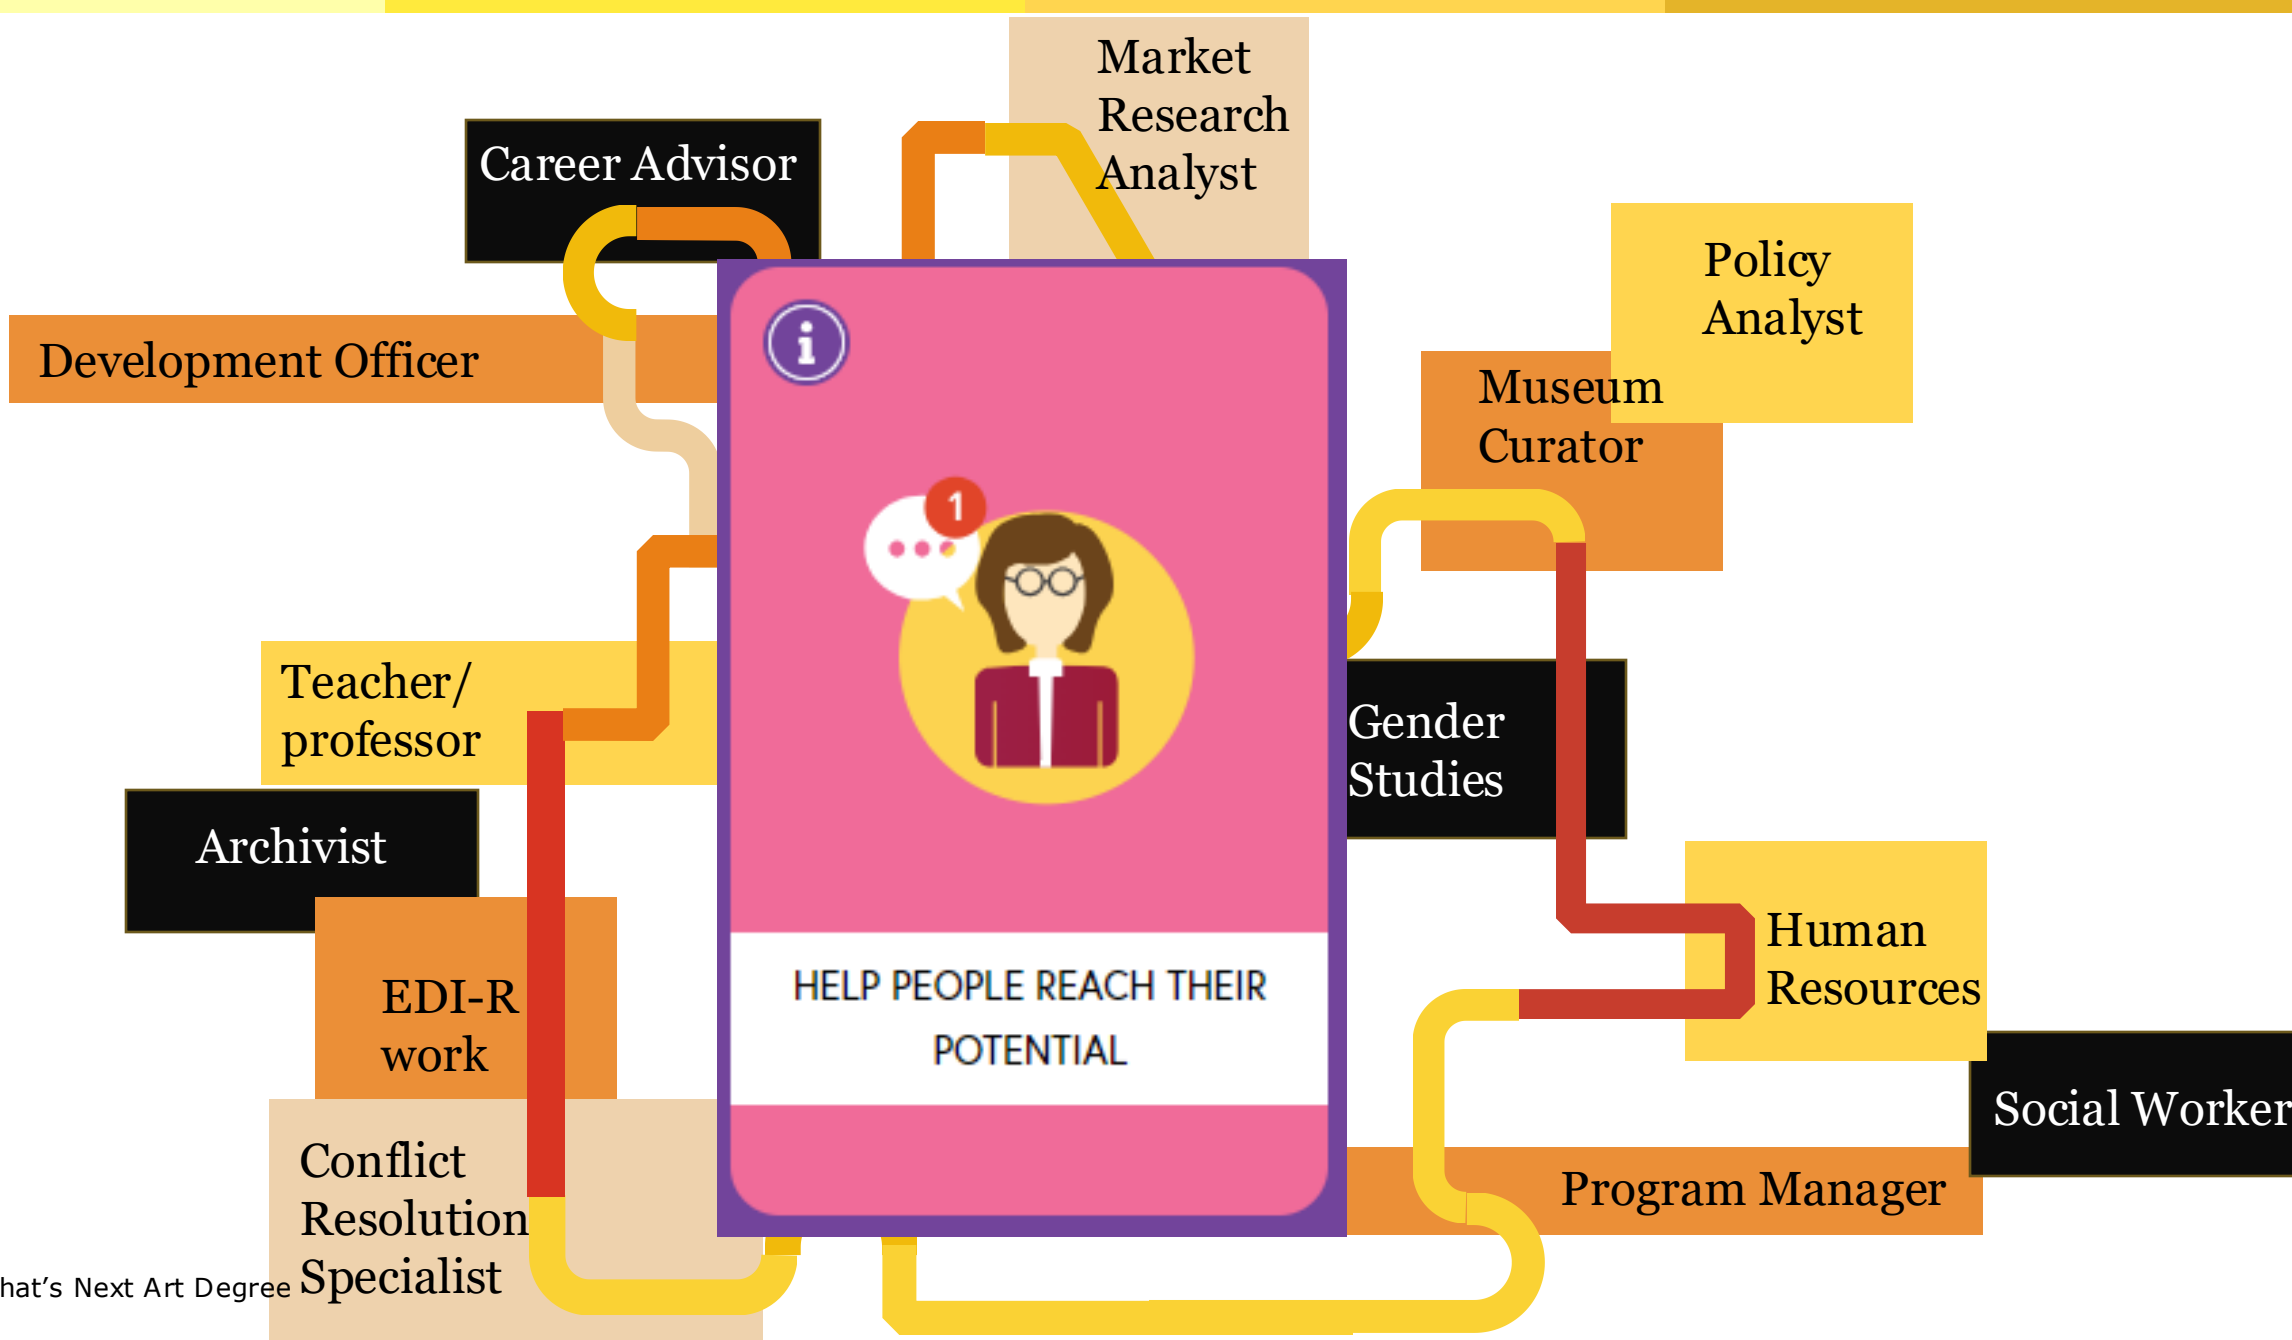 Market
Research
Analyst
Career Advisor
Policy
Analyst
Development Officer
Museum
Curator
1
HELP PEOPLE REACH THEIR
POTENTIAL
Teacher/
professor
Gender
Studies
Archivist
Human
Resources
EDI-R
work
Social Worker
Conflict
Resolution
Specialist
Program Manager
hat's Next Art Degree